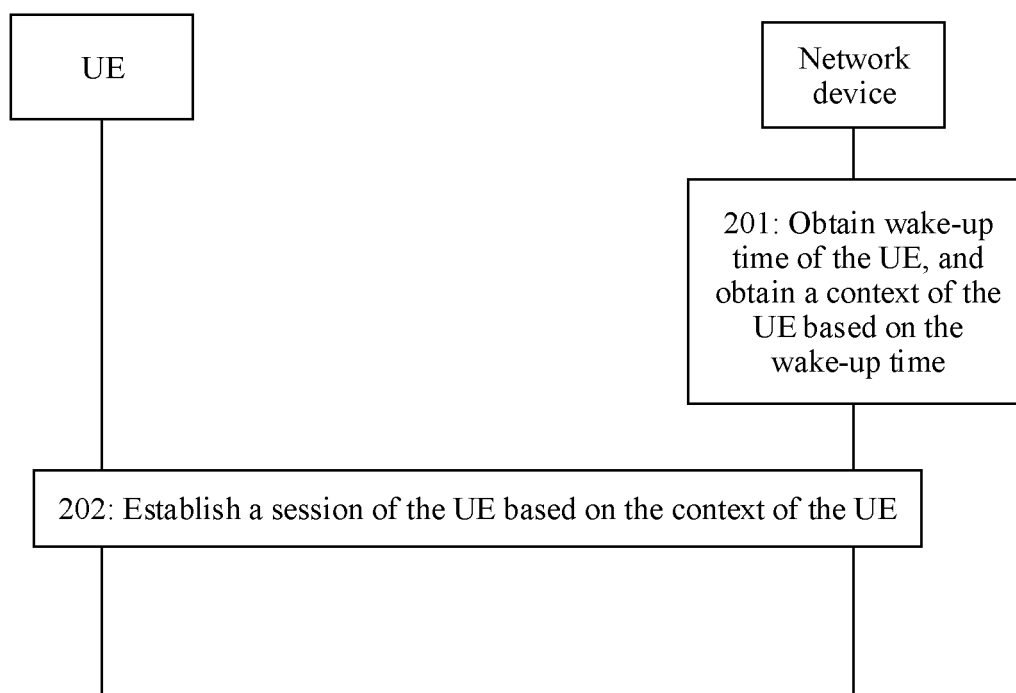 UE
Network
device
201: Obtain wake-up
time of the UE, and
obtain a context of the
UE based on the
wake-up time
202: Establish a session of the UE based on the context of the UE